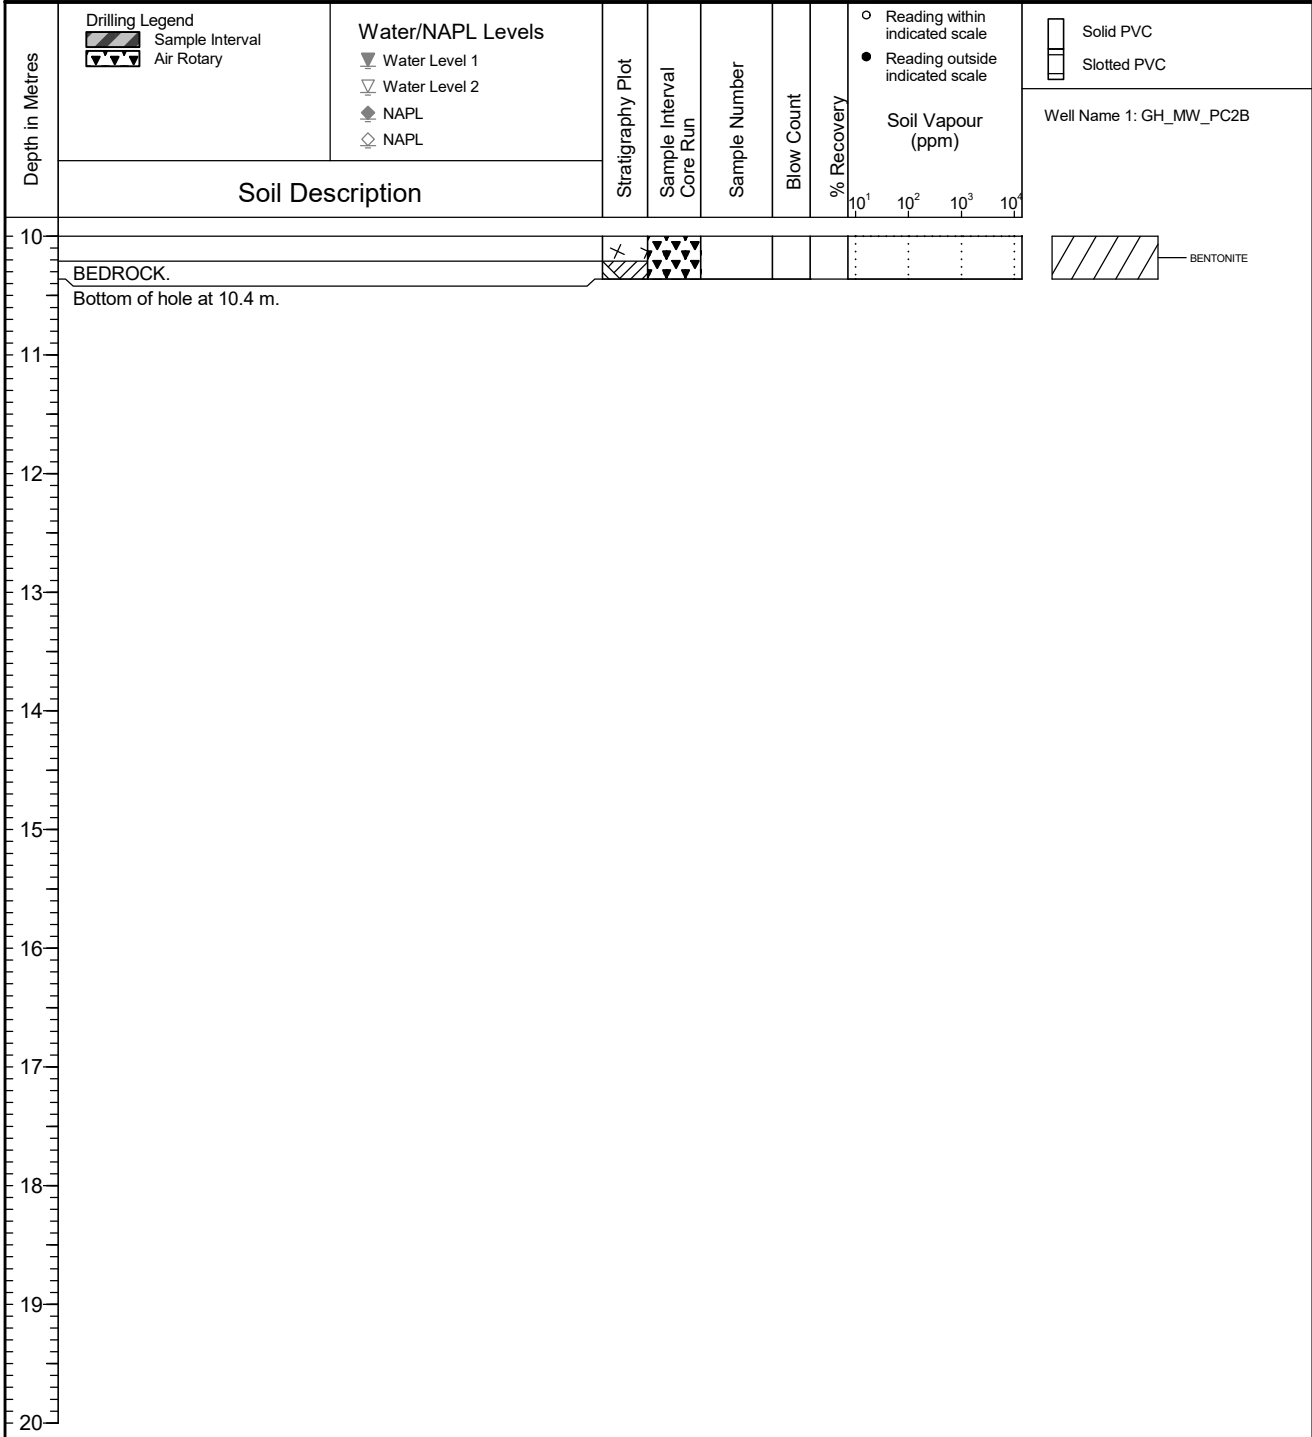 Depth in Metres
Drilling Legend
Sample Interval
Air Rotary
Water/NAPL Levels
Water Level 1
Water Level 2
NAPL
NAPL
Soil Description
Stratigraphy Plot
Sample Interval
Core Run
Sample Number
Blow Count
% Recovery
Reading within
indicated scale
Reading outside
indicated scale
Soil Vapour
(ppm)
10¹ 10² 10³ 10⁴
Solid PVC
Slotted PVC
Well Name 1: GH_MW_PC2B
10
BENTONITE
BEDROCK.
Bottom of hole at 10.4 m.
11
12
13
14
15
16
17
18
19
20